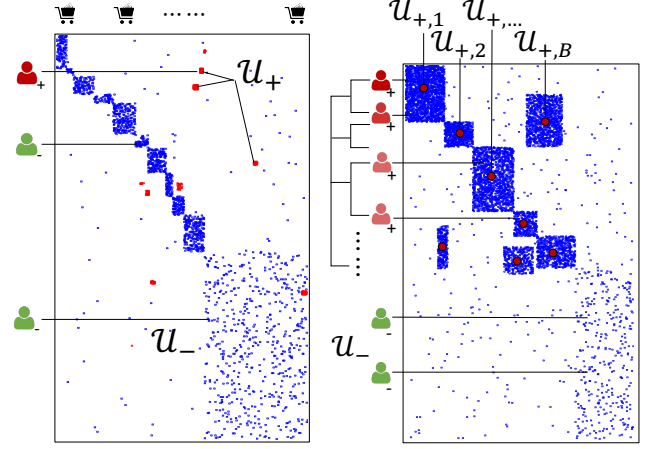 𝒰₊
+
-
-
𝒰₋
𝒰₊,₁
𝒰₊,₂
𝒰₊,...
𝒰₊,B
+
+
+
+
-
-
𝒰₋